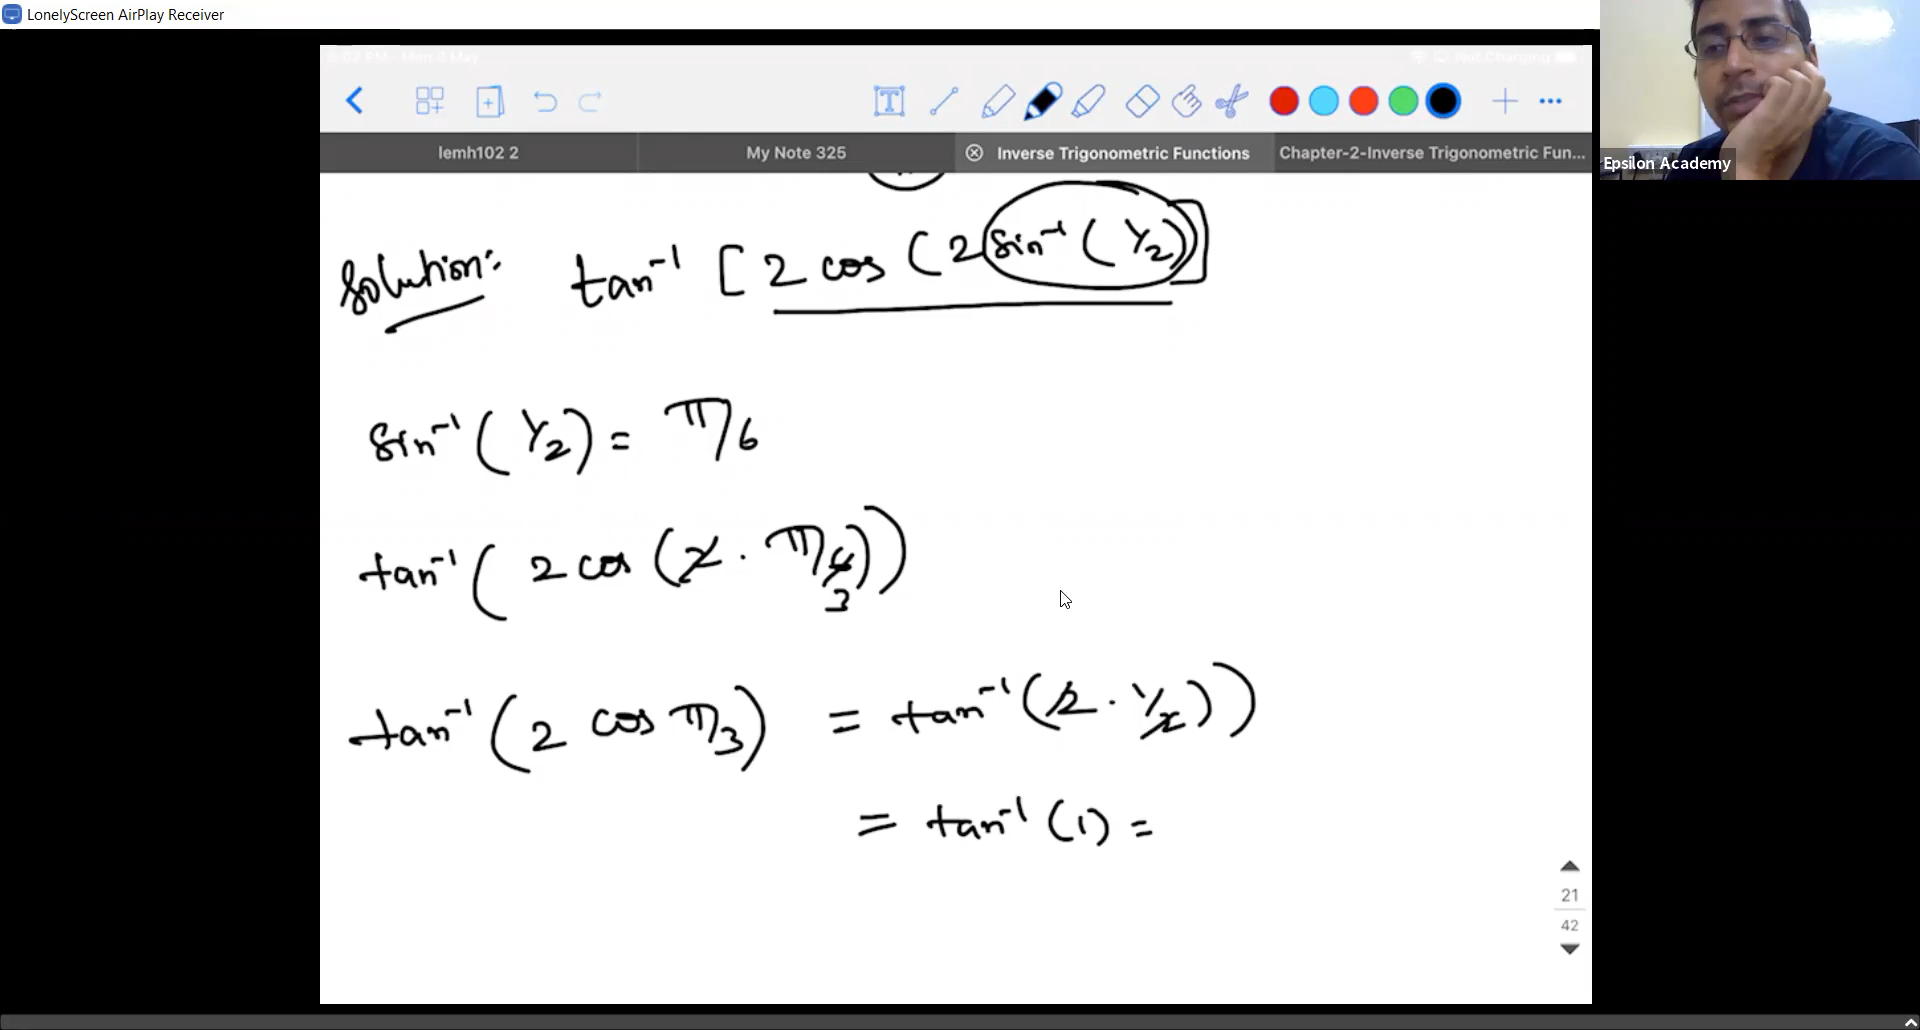 LonelyScreen AirPlay Receiver
Epsilon Academy
lemh102 2
My Note 325
Inverse Trigonometric Functions
Chapter-2-Inverse Trigonometric Fun...
Solution: tan⁻¹ [2 cos (2 sin⁻¹ (1/2))]
sin⁻¹ (1/2) = π/6
tan⁻¹ (2 cos (2 · π/6))
3
tan⁻¹ (2 cos π/3) = tan⁻¹ (2 · 1/2))
= tan⁻¹ (1) =
21
42